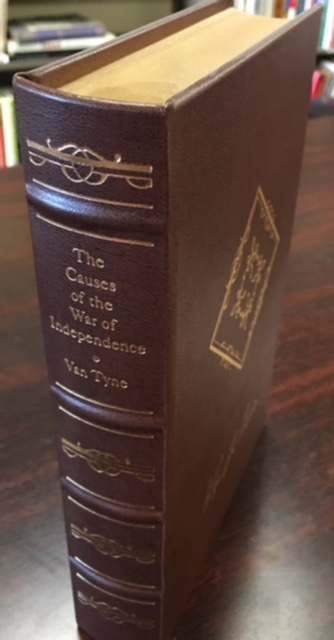 The
Causes
of the
War of
Independence
Van Tyne